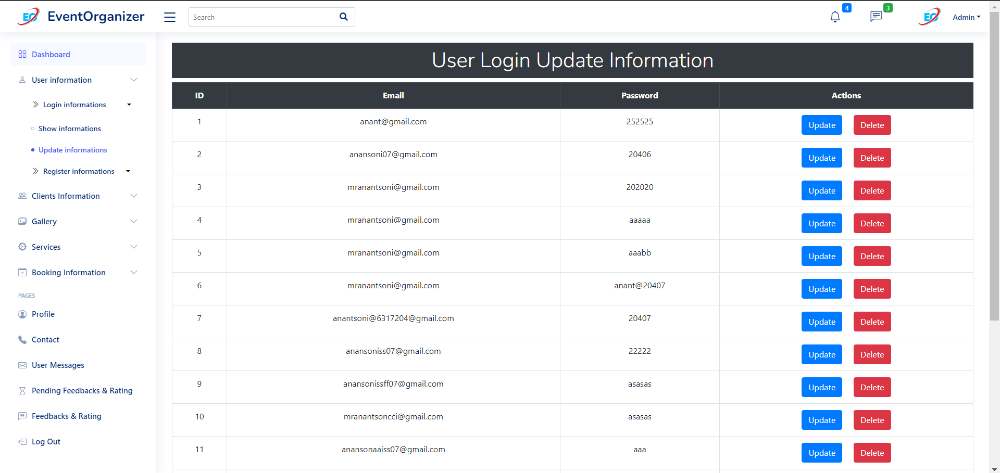 EO EventOrganizer
Search
4
3
EO
Admin
Dashboard
User information
Login informations
Show informations
Update informations
Register informations
Clients Information
Gallery
Services
Booking Information
PAGES
Profile
Contact
User Messages
Pending Feedbacks & Rating
Feedbacks & Rating
Log Out
User Login Update Information
ID Email Password Actions
1 anant@gmail.com 252525 Update Delete
2 anansoni07@gmail.com 20406 Update Delete
3 mranantsoni@gmail.com 202020 Update Delete
4 mranantsoni@gmail.com aaaaa Update Delete
5 mranantsoni@gmail.com aaabb Update Delete
6 mranantsoni@gmail.com anant@20407 Update Delete
7 anantsoni@6317204@gmail.com 20407 Update Delete
8 anansoniss07@gmail.com 22222 Update Delete
9 anansonissff07@gmail.com asasas Update Delete
10 mranantsoncci@gmail.com asasas Update Delete
11 anansonaaiss07@gmail.com aaa Update Delete